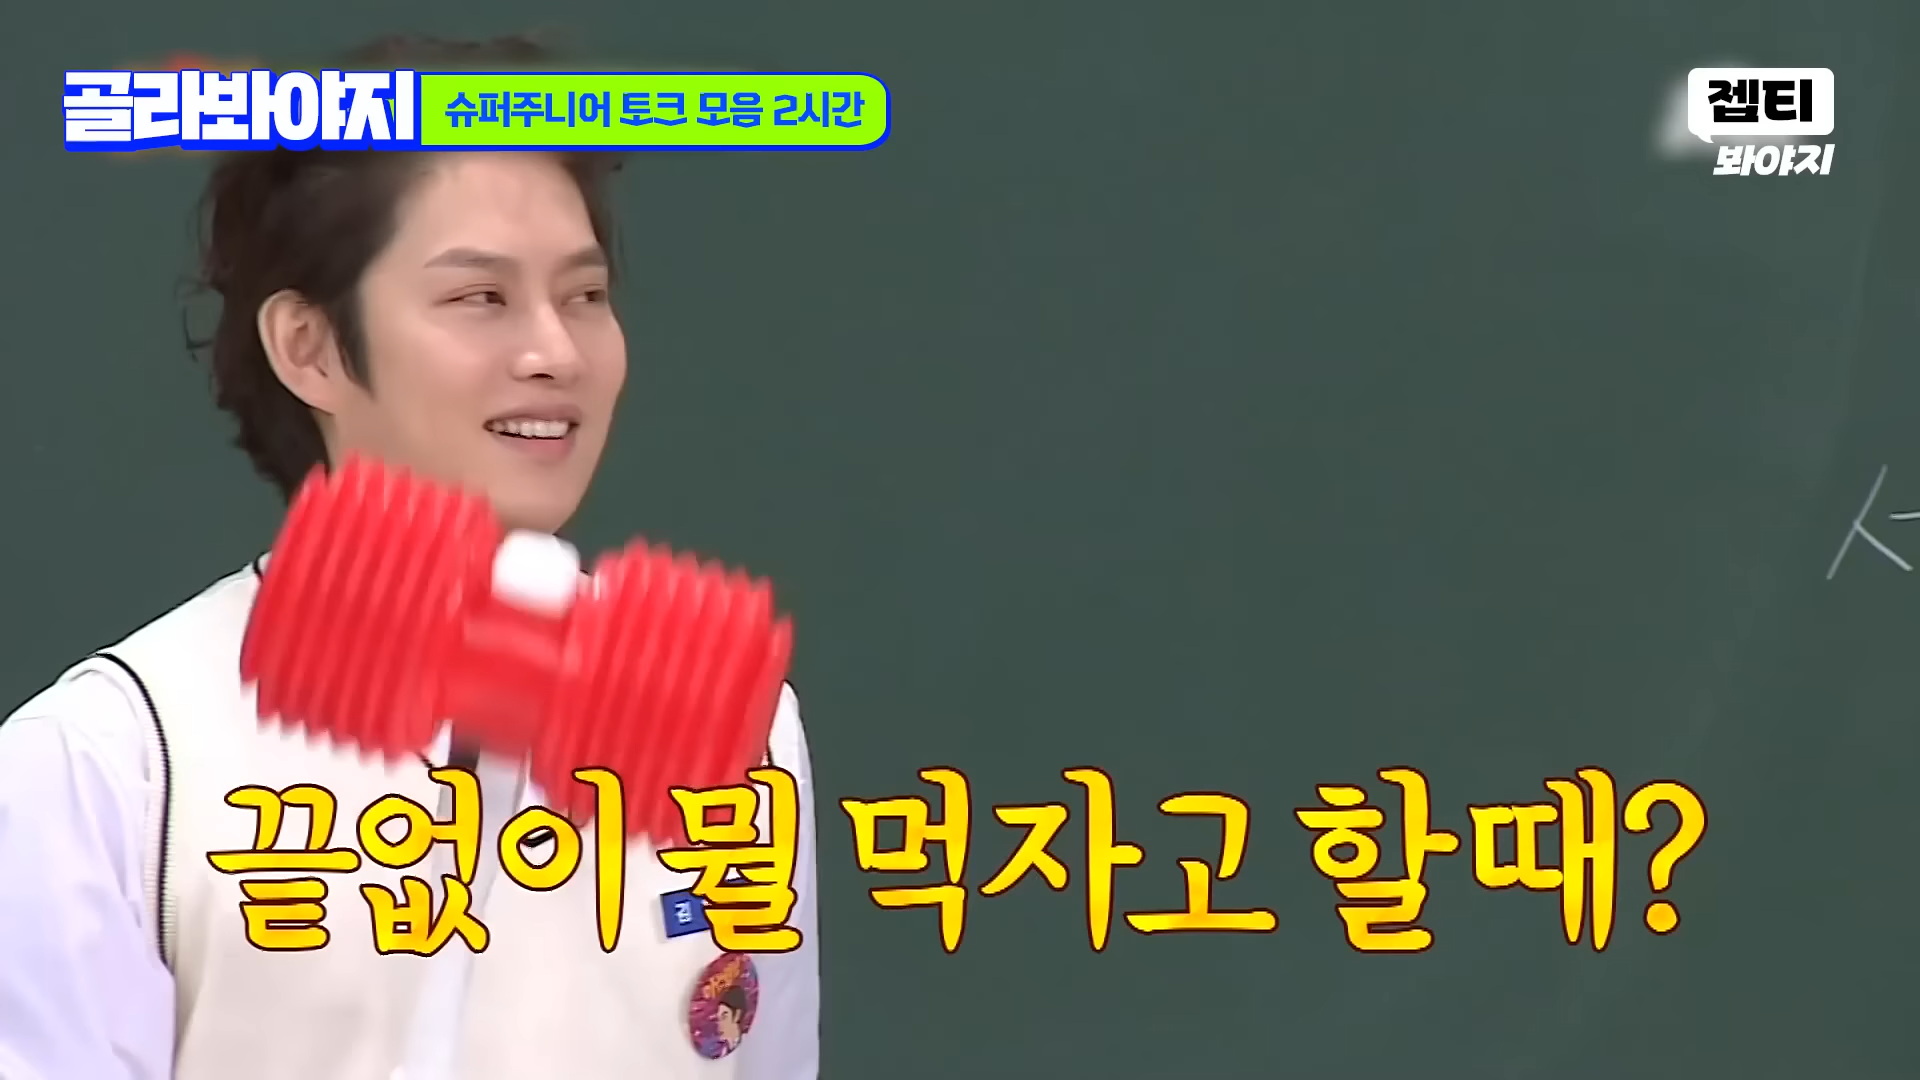 골라봐야지 슈퍼주니어 토크 모음 2시간
젭티
봐야지
끝없이 뭘 먹자고 할 때?
김